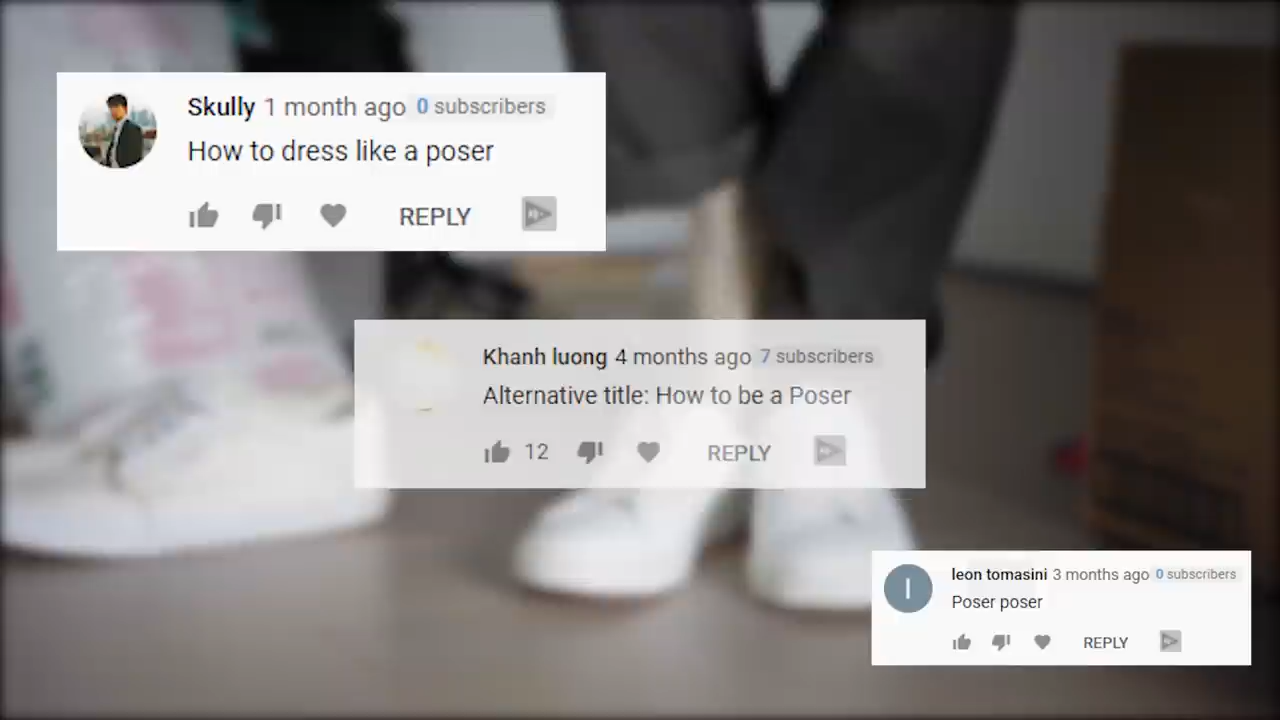 Skully 1 month ago 0 subscribers
How to dress like a poser
REPLY
Khanh luong 4 months ago 7 subscribers
Alternative title: How to be a Poser
12 REPLY
leon tomasini 3 months ago 0 subscribers
Poser poser
REPLY